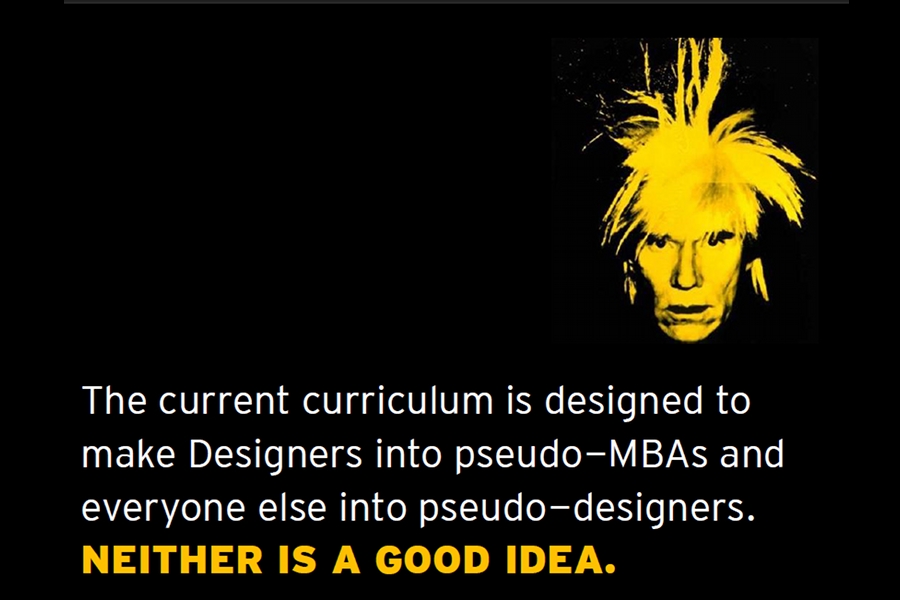 The current curriculum is designed to
make Designers into pseudo–MBAs and
everyone else into pseudo–designers.
NEITHER IS A GOOD IDEA.